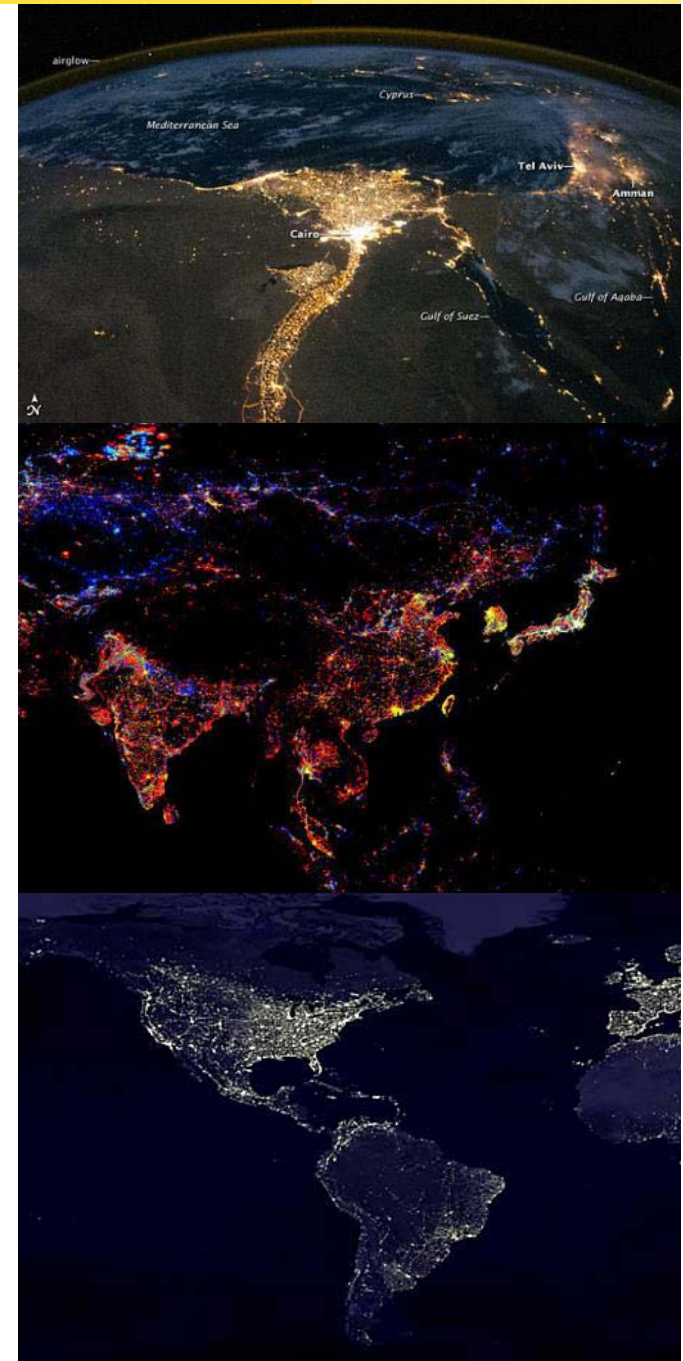 airglow
Cyprus
Mediterranean Sea
Tel Aviv
Amman
Cairo
Gulf of Aqaba
Gulf of Suez
N